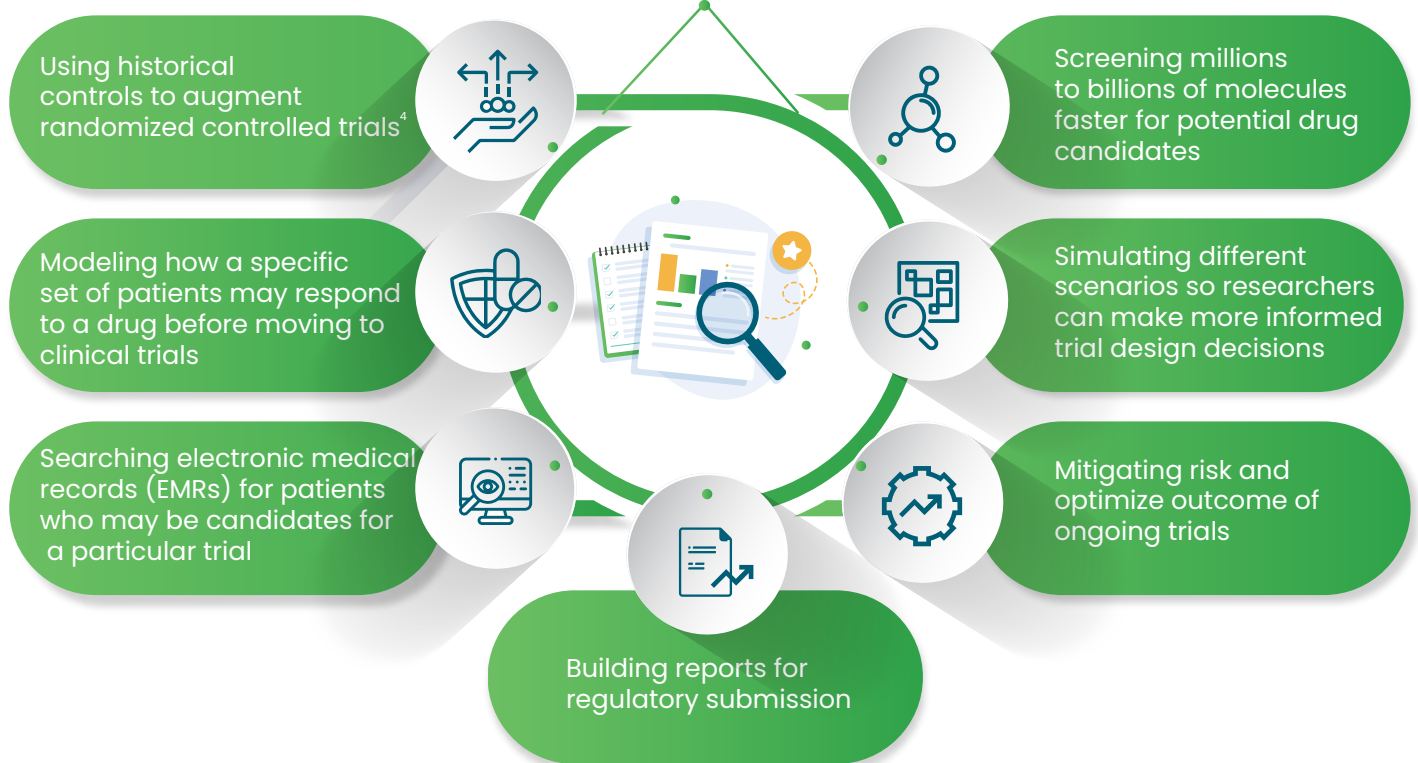 Using historical
controls to augment
randomized controlled trials⁴
Modeling how a specific
set of patients may respond
to a drug before moving to
clinical trials
Searching electronic medical
records (EMRs) for patients
who may be candidates for
a particular trial
Screening millions
to billions of molecules
faster for potential drug
candidates
Simulating different
scenarios so researchers
can make more informed
trial design decisions
Mitigating risk and
optimize outcome of
ongoing trials
Building reports for
regulatory submission